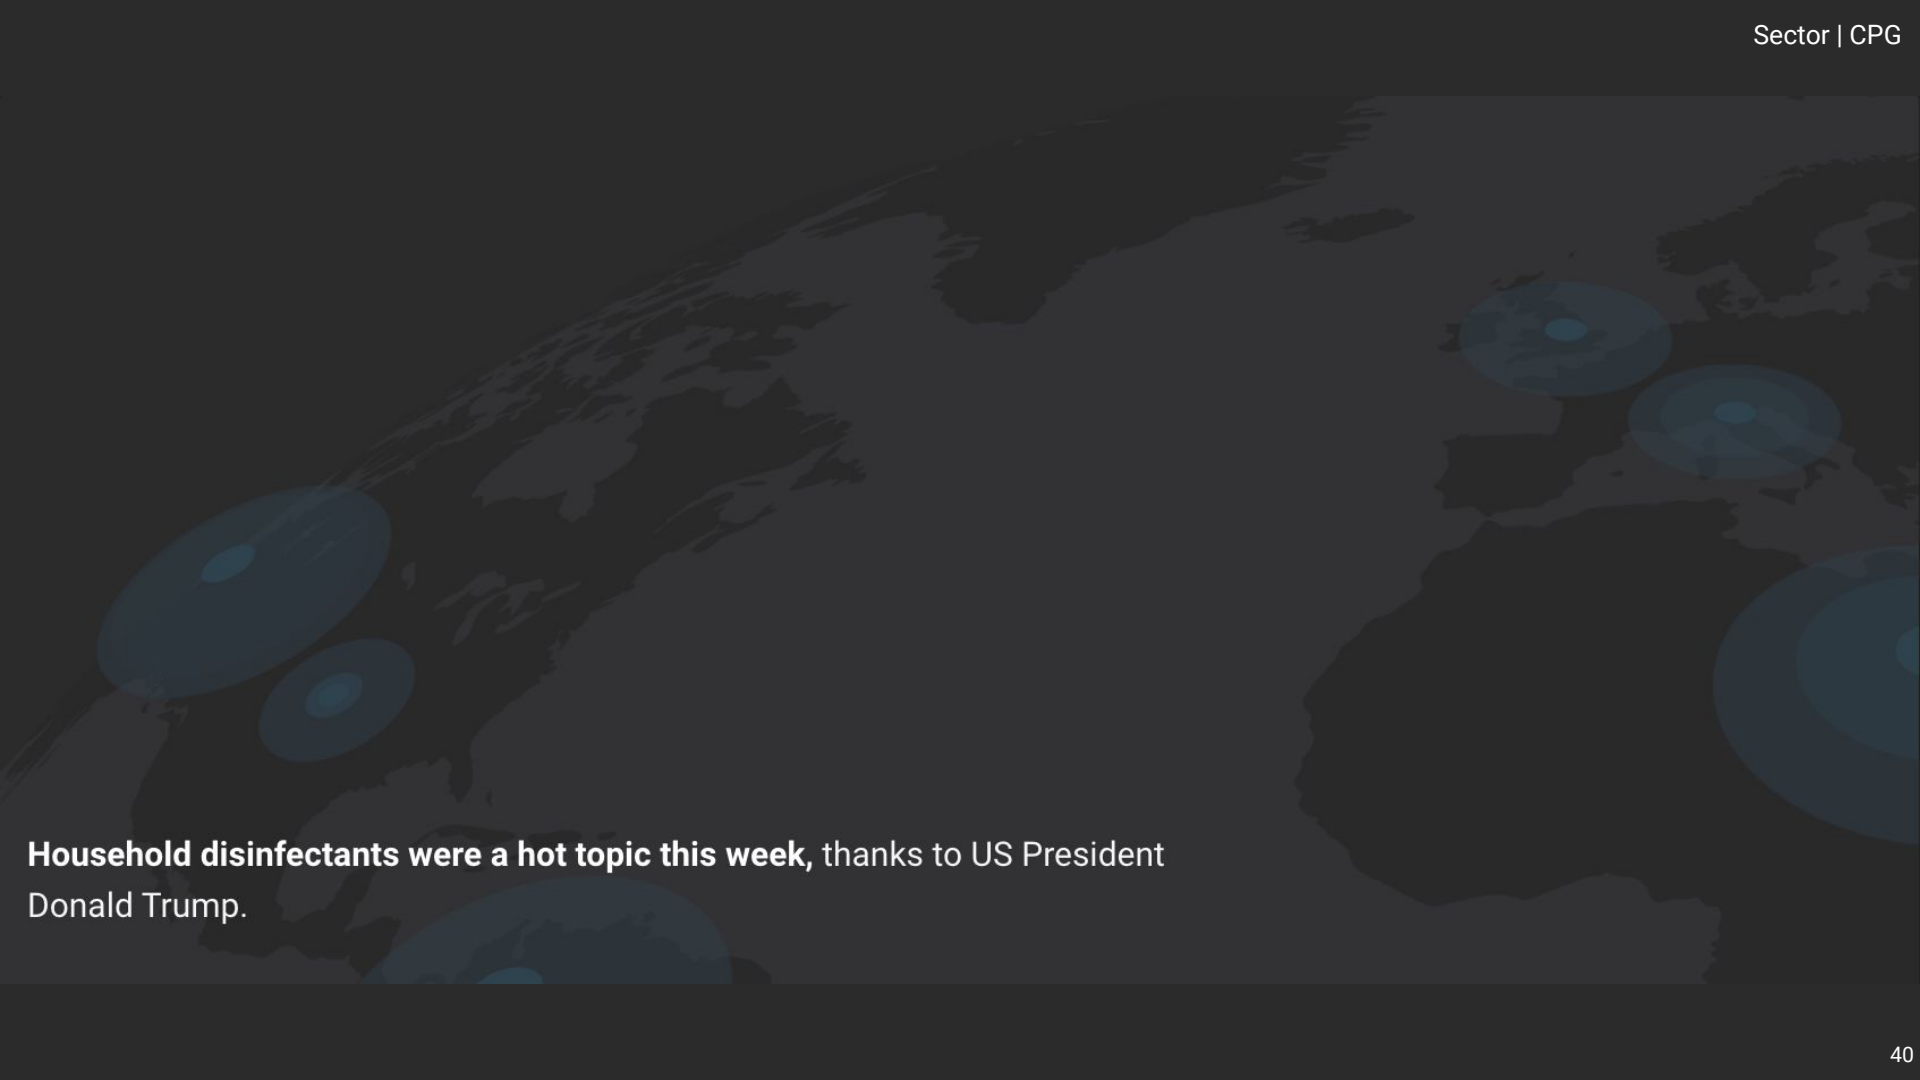 Sector | CPG
Household disinfectants were a hot topic this week, thanks to US President
Donald Trump.
40